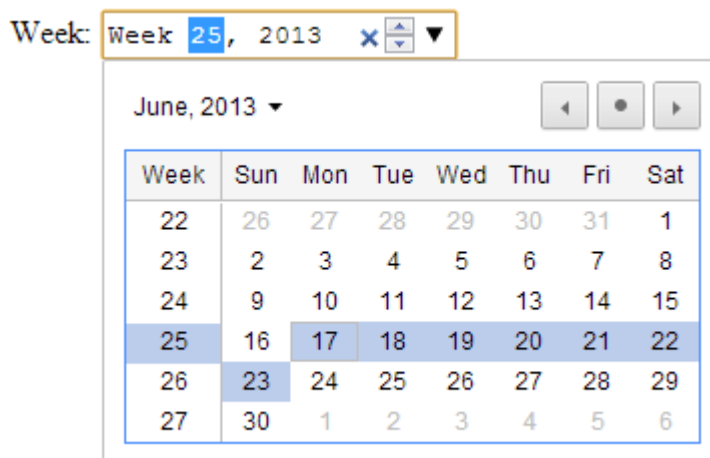 Week: Week 25, 2013
June, 2013
Week Sun Mon Tue Wed Thu Fri Sat
22 26 27 28 29 30 31 1
23 2 3 4 5 6 7 8
24 9 10 11 12 13 14 15
25 16 17 18 19 20 21 22
26 23 24 25 26 27 28 29
27 30 1 2 3 4 5 6